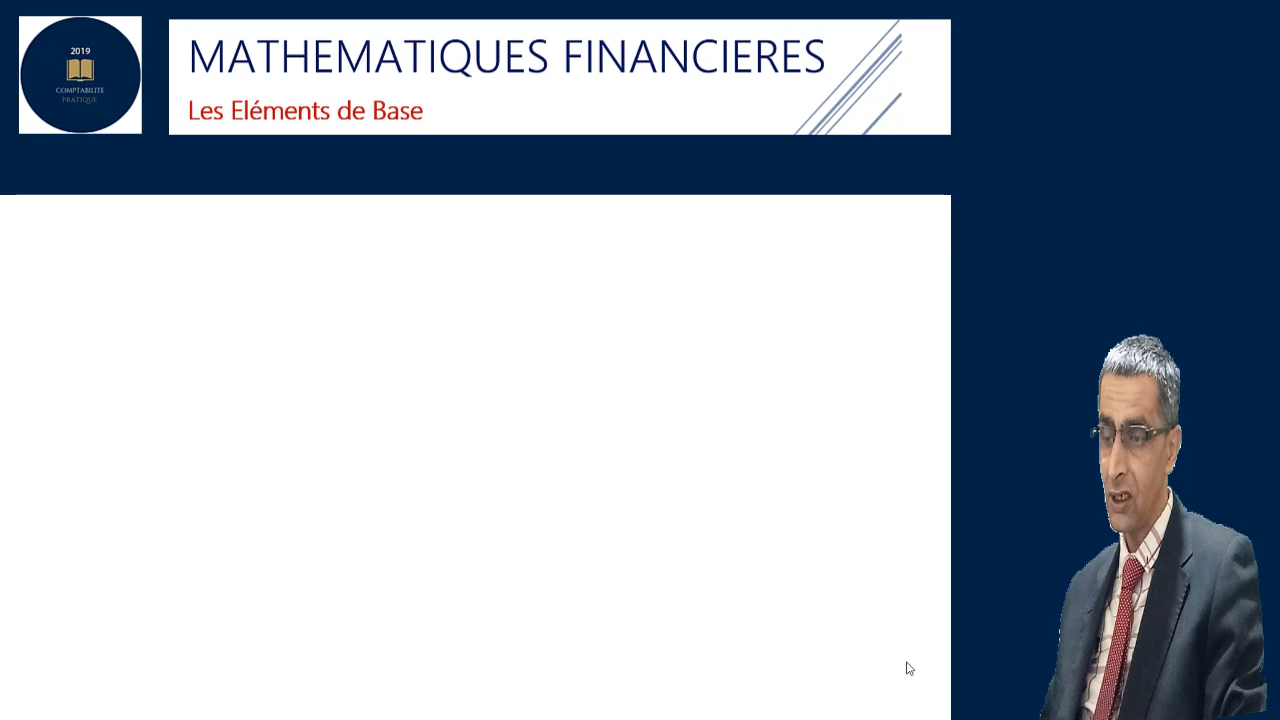 2019
COMPTABILITE
PRATIQUE
MATHEMATIQUES FINANCIERES
Les Eléments de Base